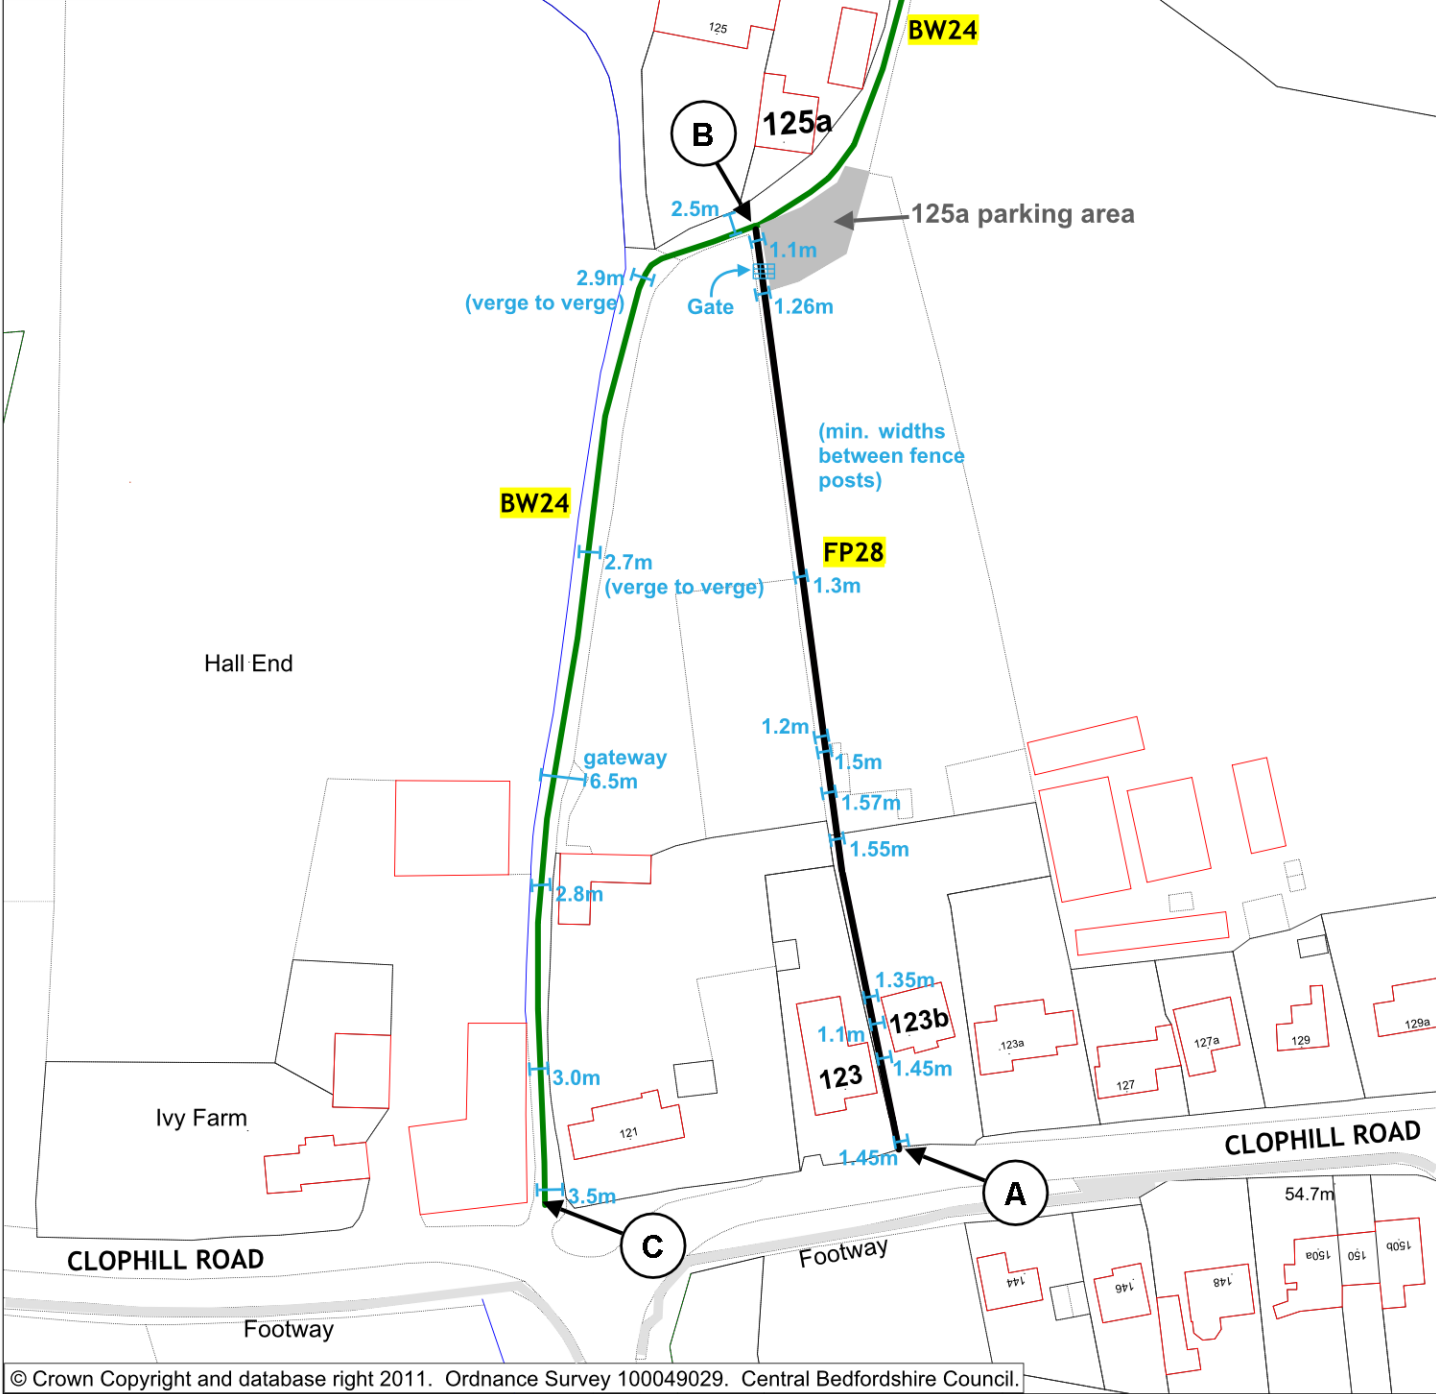 125
BW24
125a
B
2.5m
125a parking area
1.1m
2.9m
(verge to verge)
Gate
1.26m
(min. widths
between fence
posts)
BW24
FP28
2.7m
(verge to verge)
1.3m
Hall End
1.2m
gateway
6.5m
1.5m
1.57m
1.55m
2.8m
1.35m
123b
1.1m
123a
127a
129
129a
1.45m
3.0m
123
127
Ivy Farm
121
CLOPHILL ROAD
1.45m
A
3.5m
54.7m
C
CLOPHILL ROAD
Footway
144
146
148
150a
150
150b
Footway
© Crown Copyright and database right 2011. Ordnance Survey 100049029. Central Bedfordshire Council.